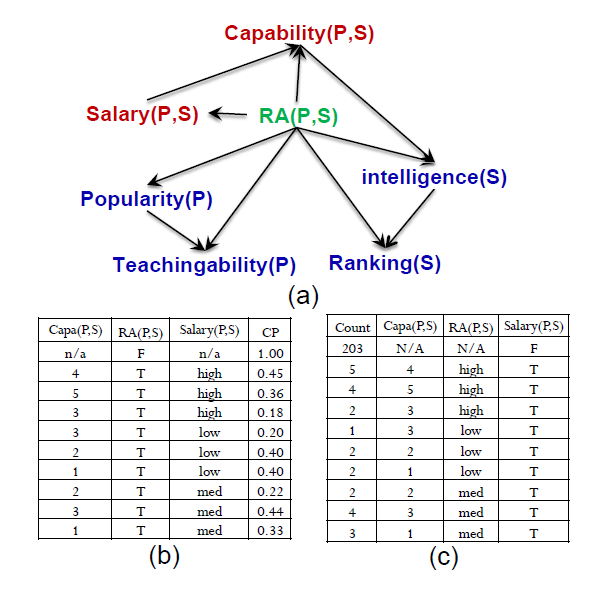 Capability(P,S)
Salary(P,S)
RA(P,S)
intelligence(S)
Popularity(P)
Teachingability(P)
Ranking(S)
(a)
Capa(P,S) RA(P,S) Salary(P,S) CP
n/a F n/a 1.00
4 T high 0.45
5 T high 0.36
3 T high 0.18
3 T low 0.20
2 T low 0.40
1 T low 0.40
2 T med 0.22
3 T med 0.44
1 T med 0.33
(b)
Count Capa(P,S) RA(P,S) Salary(P,S)
203 N/A N/A F
5 4 high T
4 5 high T
2 3 high T
1 3 low T
2 2 low T
2 1 low T
2 2 med T
4 3 med T
3 1 med T
(c)